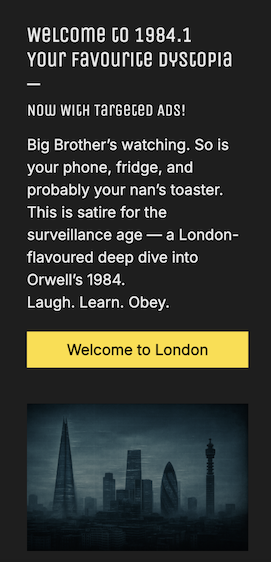 Welcome to 1984.1
Your Favourite Dystopia
—
Now With Targeted Ads!
Big Brother’s watching. So is
your phone, fridge, and
probably your nan’s toaster.
This is satire for the
surveillance age — a London-
flavoured deep dive into
Orwell’s 1984.
Laugh. Learn. Obey.
Welcome to London